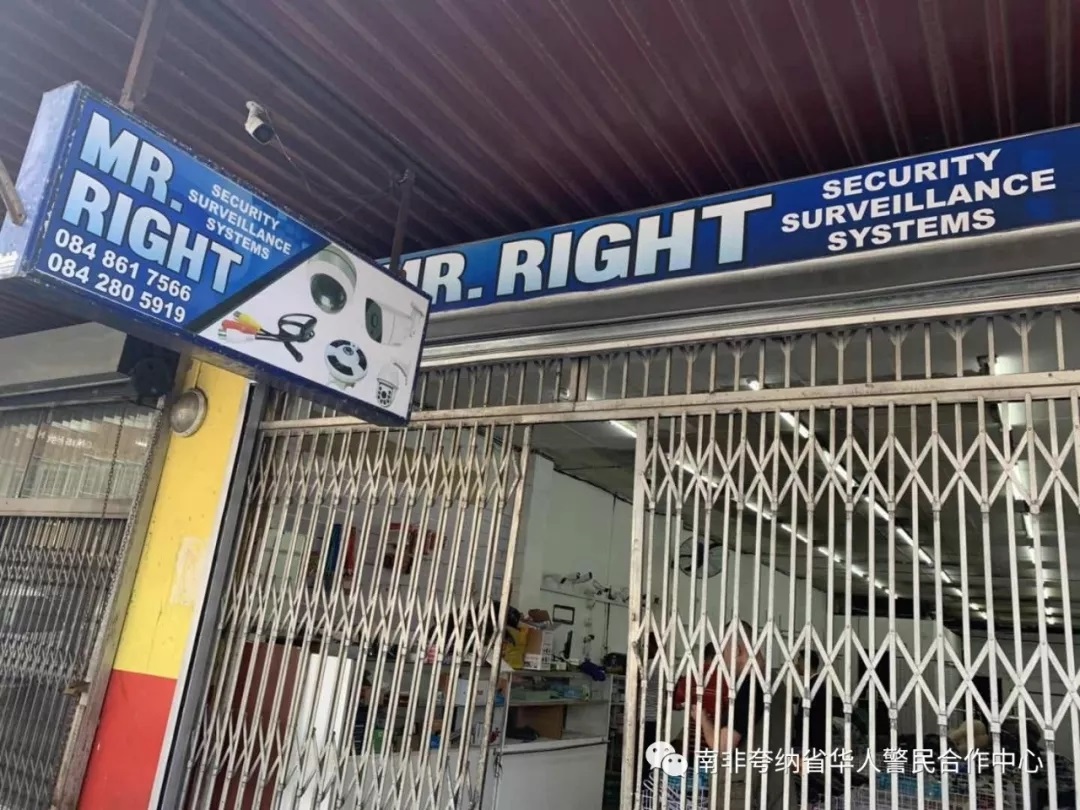 MR.
RIGHT
SECURITY
SURVEILLANCE
SYSTEMS
084 861 7566
084 280 5919
MR. RIGHT
SECURITY
SURVEILLANCE
SYSTEMS
南非夸纳省华人警民合作中心